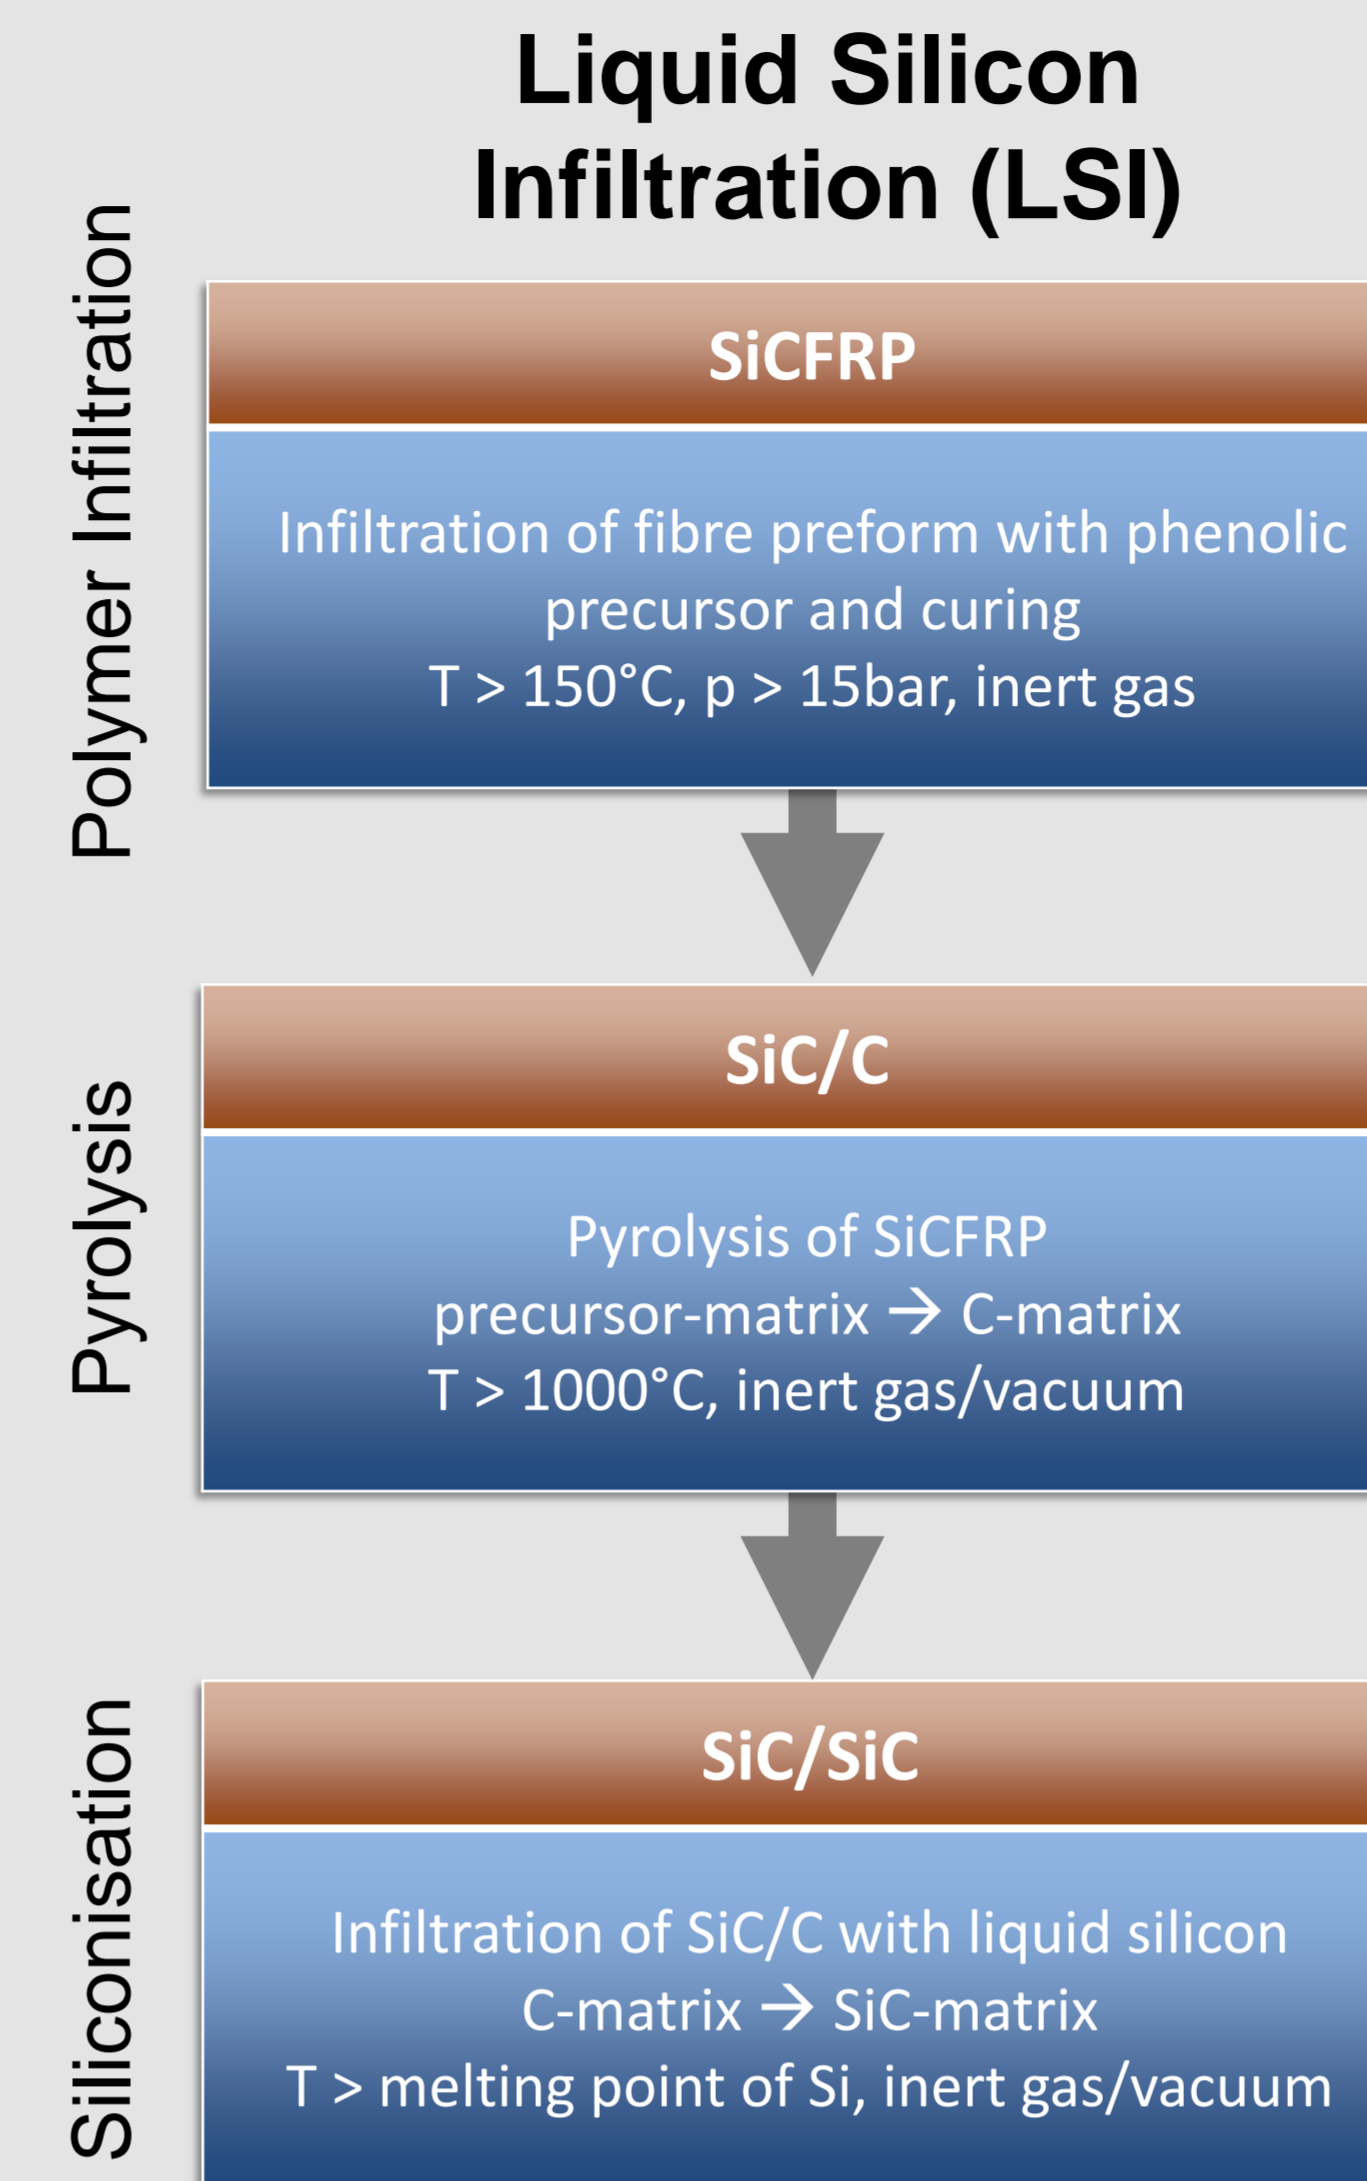 Liquid Silicon
Infiltration (LSI)
Polymer Infiltration
SiCFRP
Infiltration of fibre preform with phenolic
precursor and curing
T > 150°C, p > 15bar, inert gas
Pyrolysis
SiC/C
Pyrolysis of SiCFRP
precursor-matrix → C-matrix
T > 1000°C, inert gas/vacuum
Siliconisation
SiC/SiC
Infiltration of SiC/C with liquid silicon
C-matrix → SiC-matrix
T > melting point of Si, inert gas/vacuum